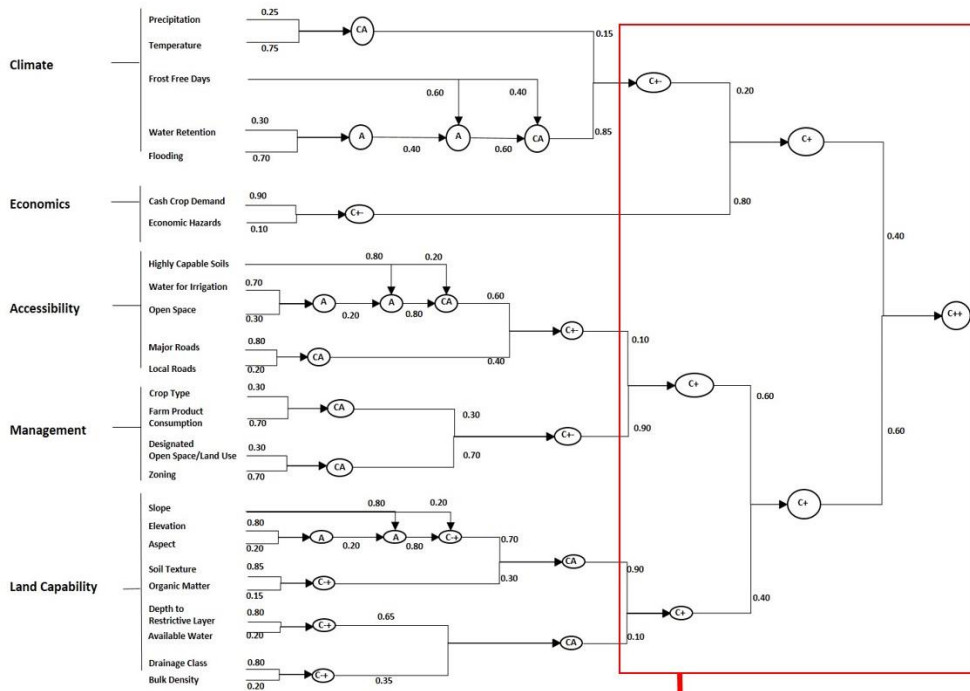 0.25
Precipitation
CA
0.15
Temperature
0.75
Climate
C+-
Frost Free Days
0.20
0.60
0.40
Water Retention
0.30
A
A
CA
C+
0.85
Flooding
0.70
0.40
0.60
Economics
Cash Crop Demand
0.90
C+-
0.80
Economic Hazards
0.10
0.40
Highly Capable Soils
0.80
0.20
Water for Irrigation
0.70
A
A
CA
0.60
Accessibility
Open Space
0.20
0.80
0.30
C++
C+-
0.10
Major Roads
0.80
CA
0.40
Local Roads
0.20
Crop Type
0.30
C+
0.60
Farm Product
CA
0.30
Consumption
0.70
Management
C+-
0.90
0.60
Designated
Open Space/Land Use
0.30
0.70
CA
Zoning
0.70
C+
Slope
0.80
0.20
Elevation
0.80
A
A
C-+
0.70
Aspect
0.20
0.20
0.80
Soil Texture
0.85
CA
0.90
Land Capability
C-+
0.30
Organic Matter
0.15
0.40
Depth to
Restrictive Layer
0.80
0.65
C+
C-+
Available Water
0.20
0.10
CA
Drainage Class
0.80
C-+
Bulk Density
0.20
0.35